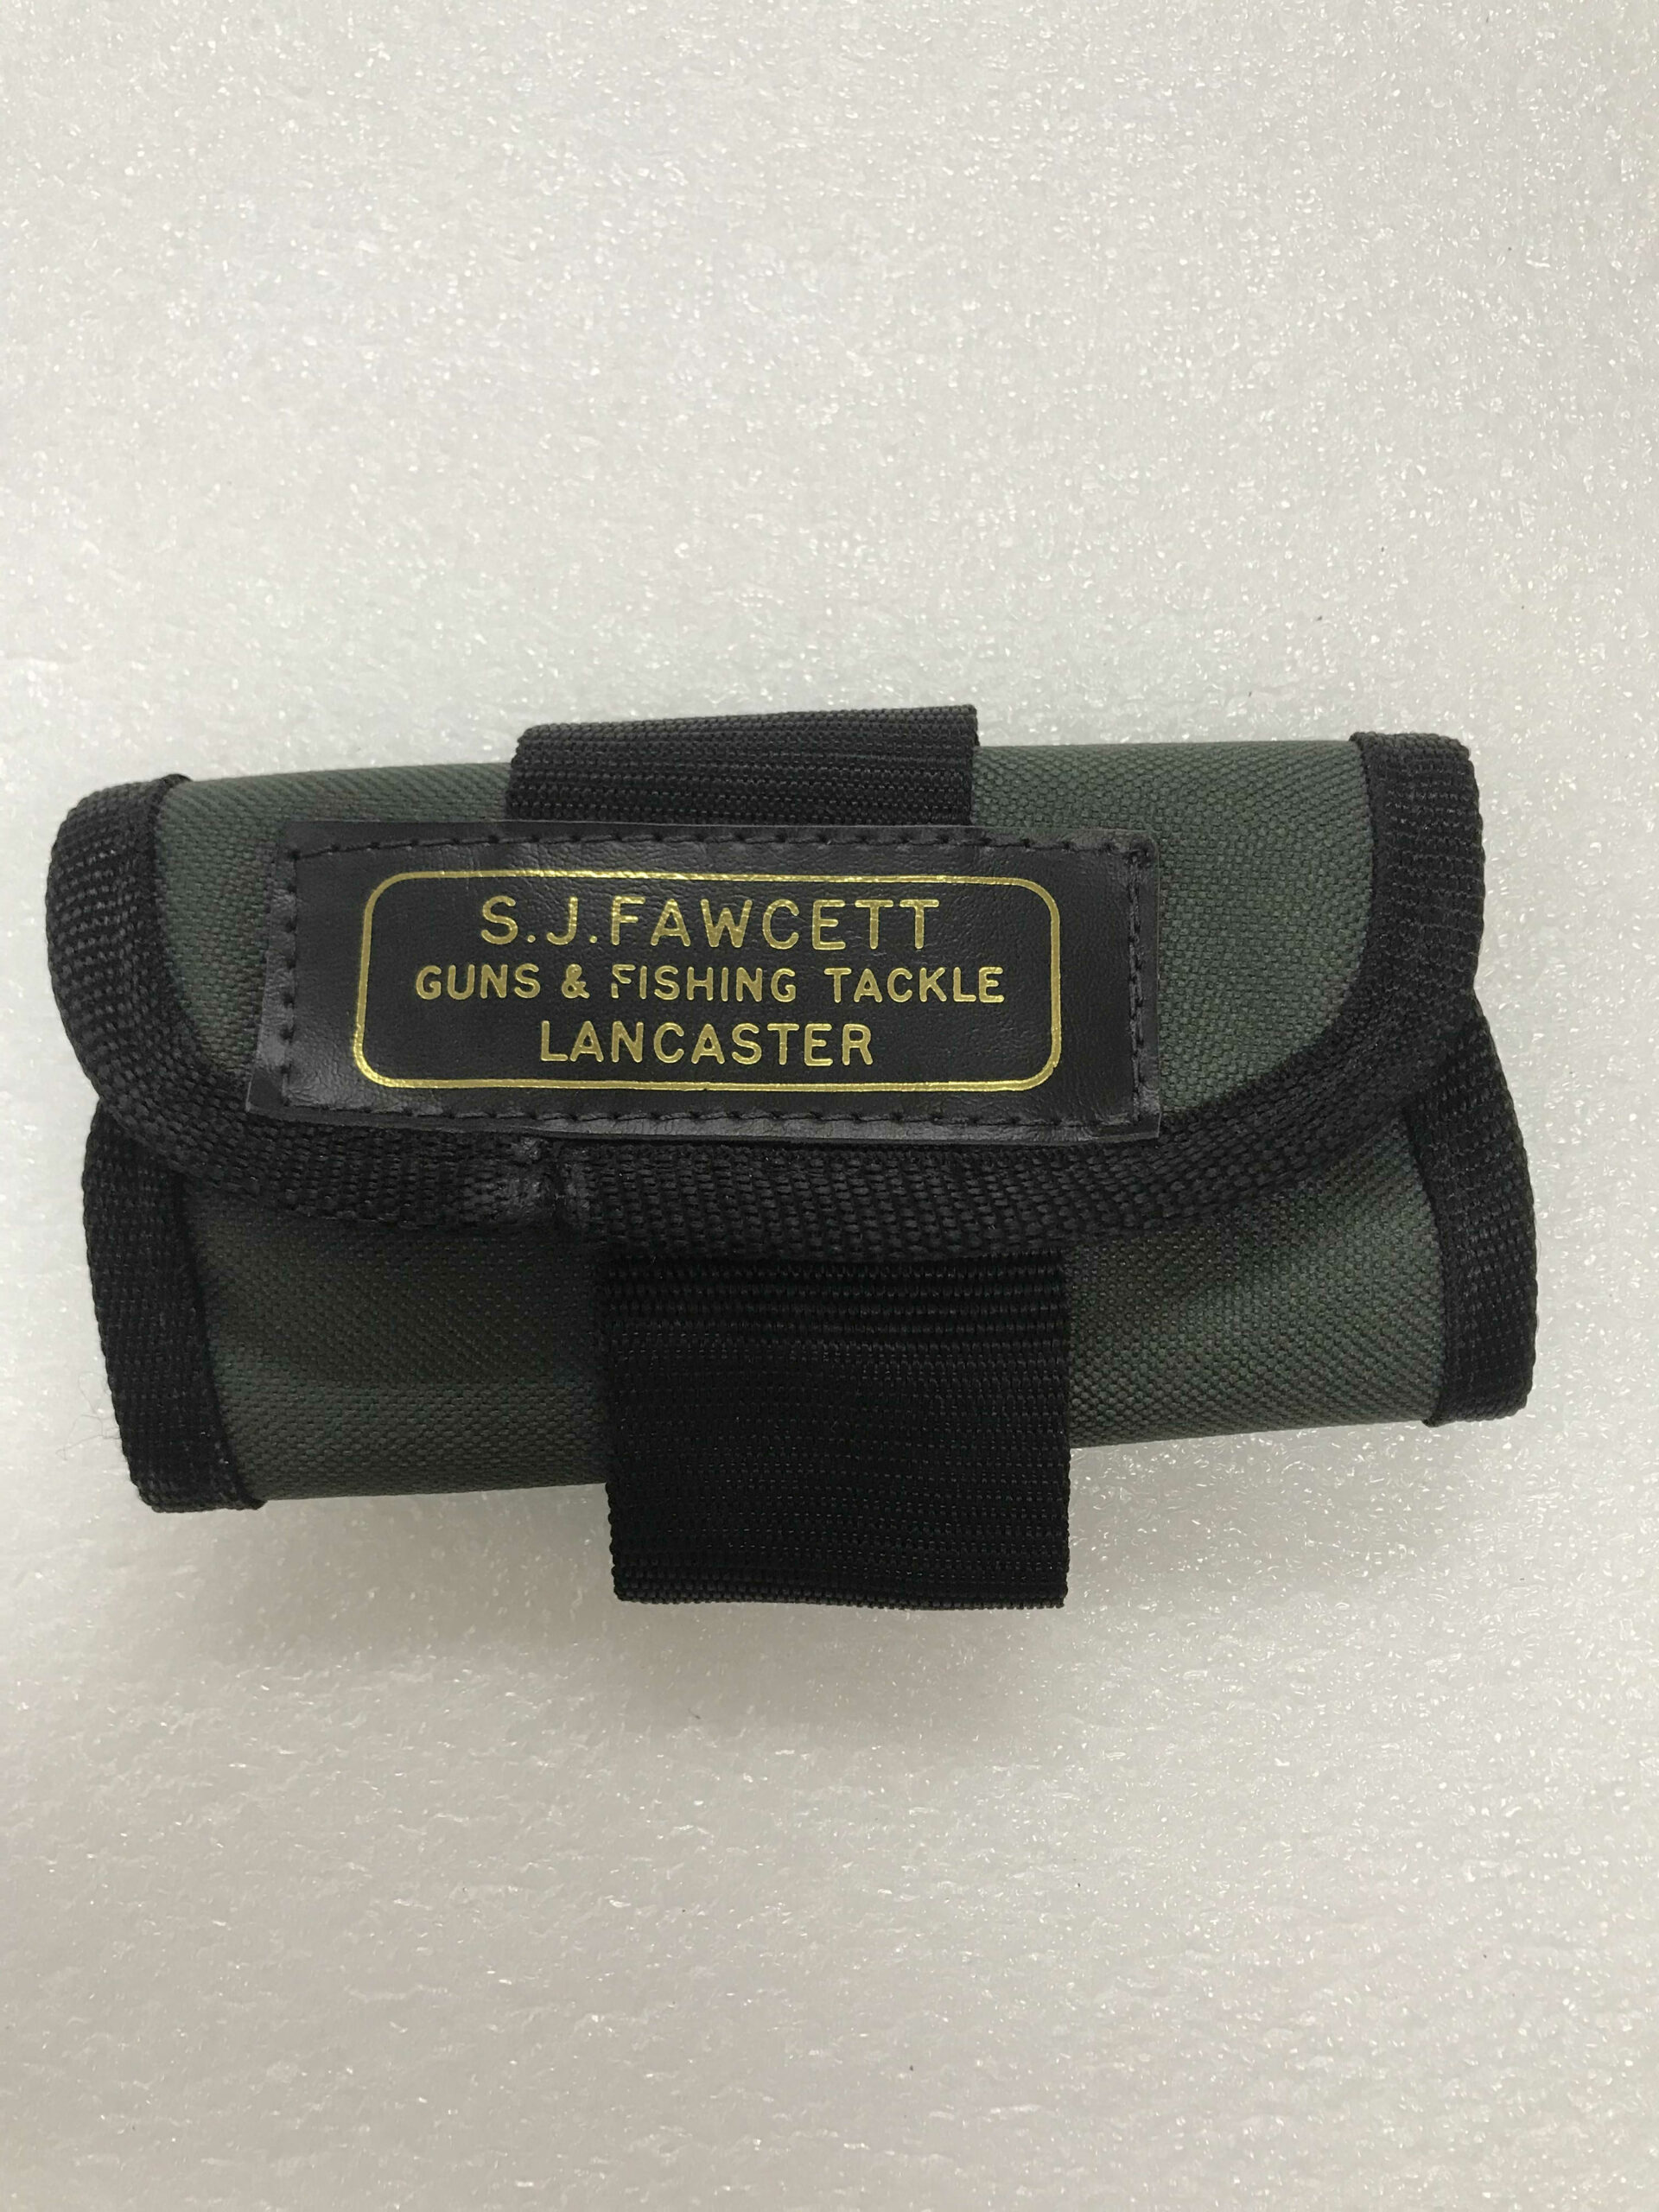 S.J.FAWCETT
GUNS & FISHING TACKLE
LANCASTER